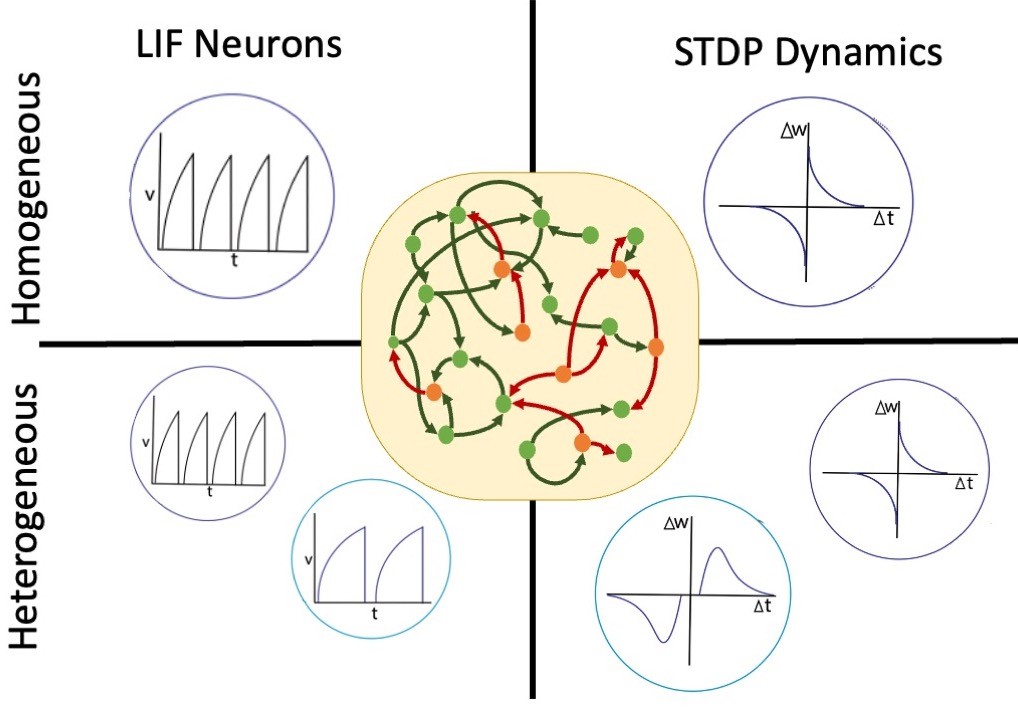 LIF Neurons
STDP Dynamics
Homogeneous
v
t
Δw
Δt
Heterogeneous
v
t
v
t
Δw
Δt
Δw
Δt